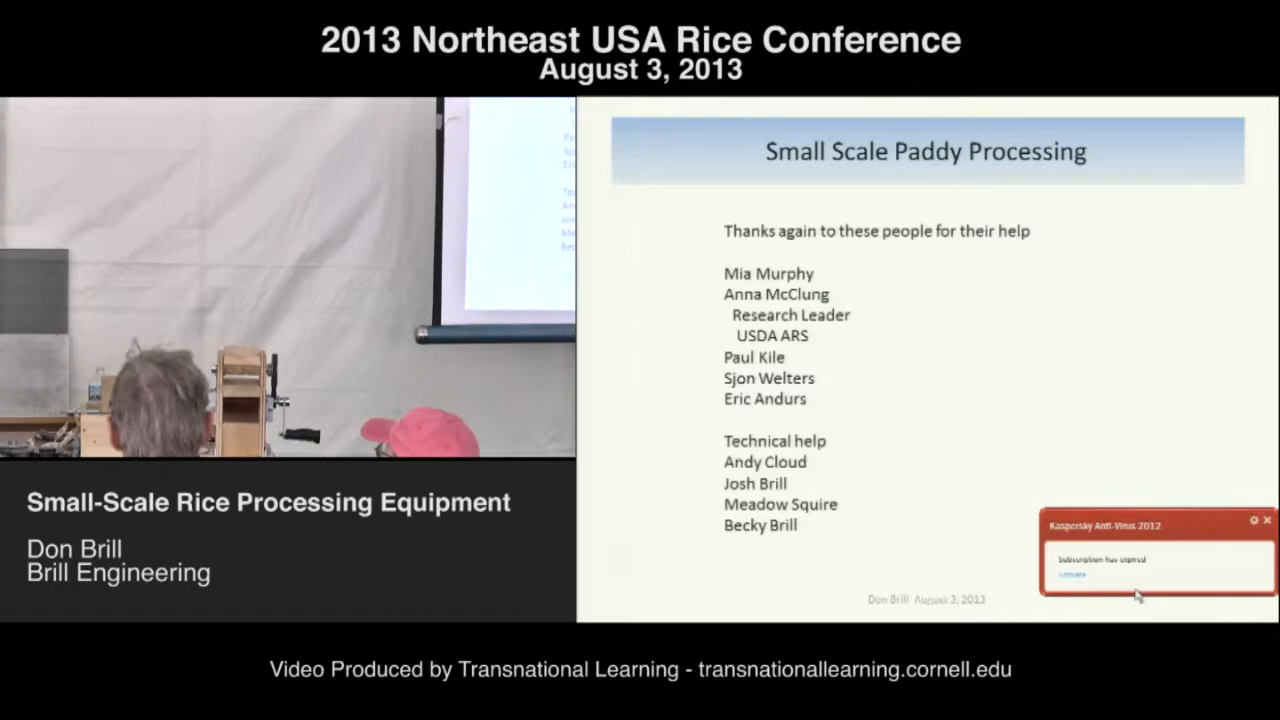 2013 Northeast USA Rice Conference
August 3, 2013
Small Scale Paddy Processing
Thanks again to these people for their help
Mia Murphy
Anna McClung
Research Leader
USDA ARS
Paul Kile
Sjon Welters
Eric Andurs
Technical help
Andy Cloud
Josh Brill
Meadow Squire
Becky Brill
Kaspersky Anti-Virus 2012
Subscription has expired
Activate
Don Brill August 3, 2013
Small-Scale Rice Processing Equipment
Don Brill
Brill Engineering
Video Produced by Transnational Learning - transnationallearning.cornell.edu